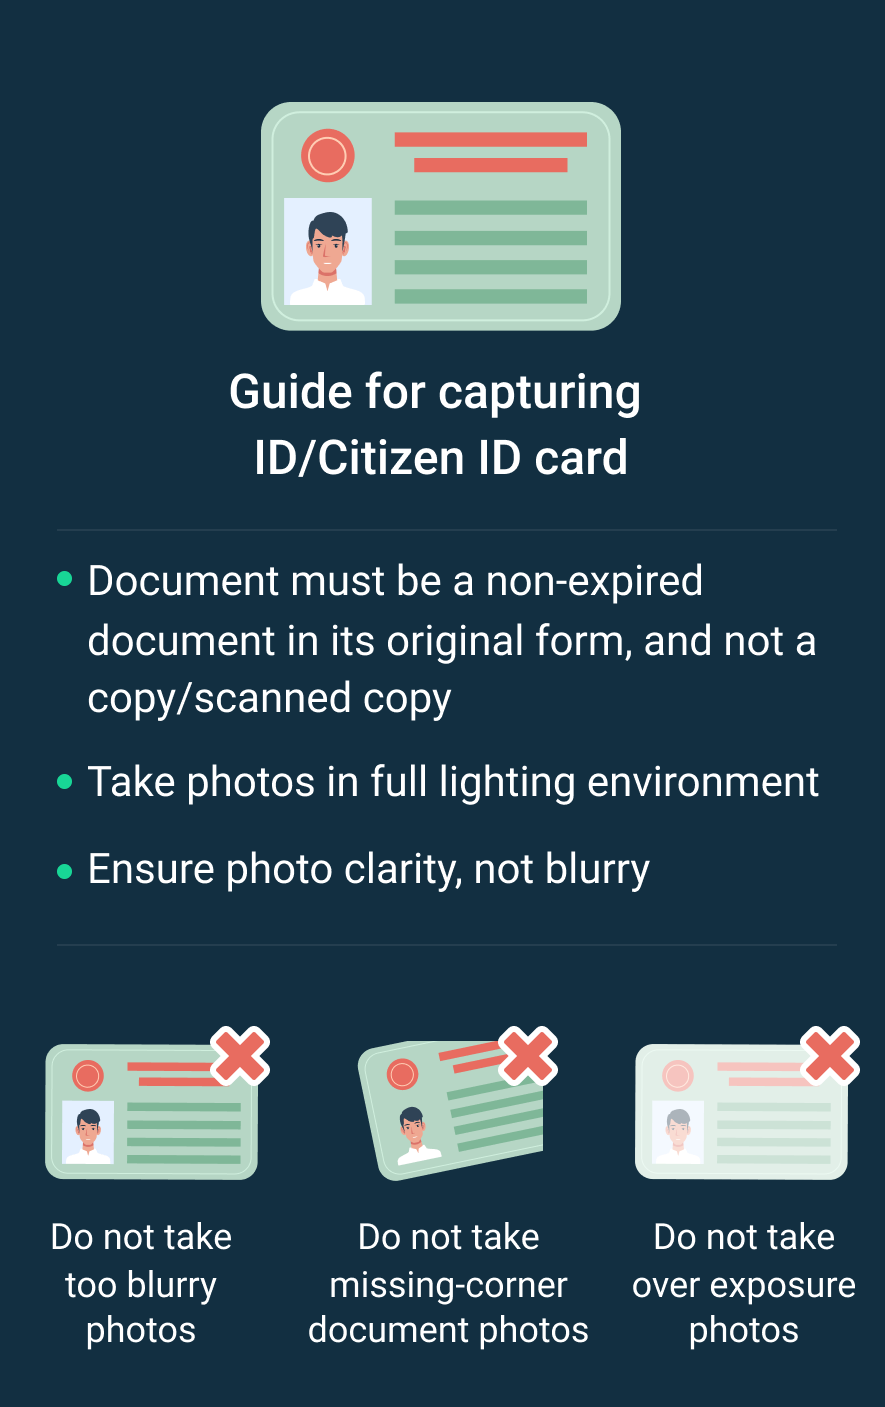 Guide for capturing
ID/Citizen ID card
Document must be a non-expired
document in its original form, and not a
copy/scanned copy
Take photos in full lighting environment
Ensure photo clarity, not blurry
Do not take
too blurry
photos
Do not take
missing-corner
document photos
Do not take
over exposure
photos